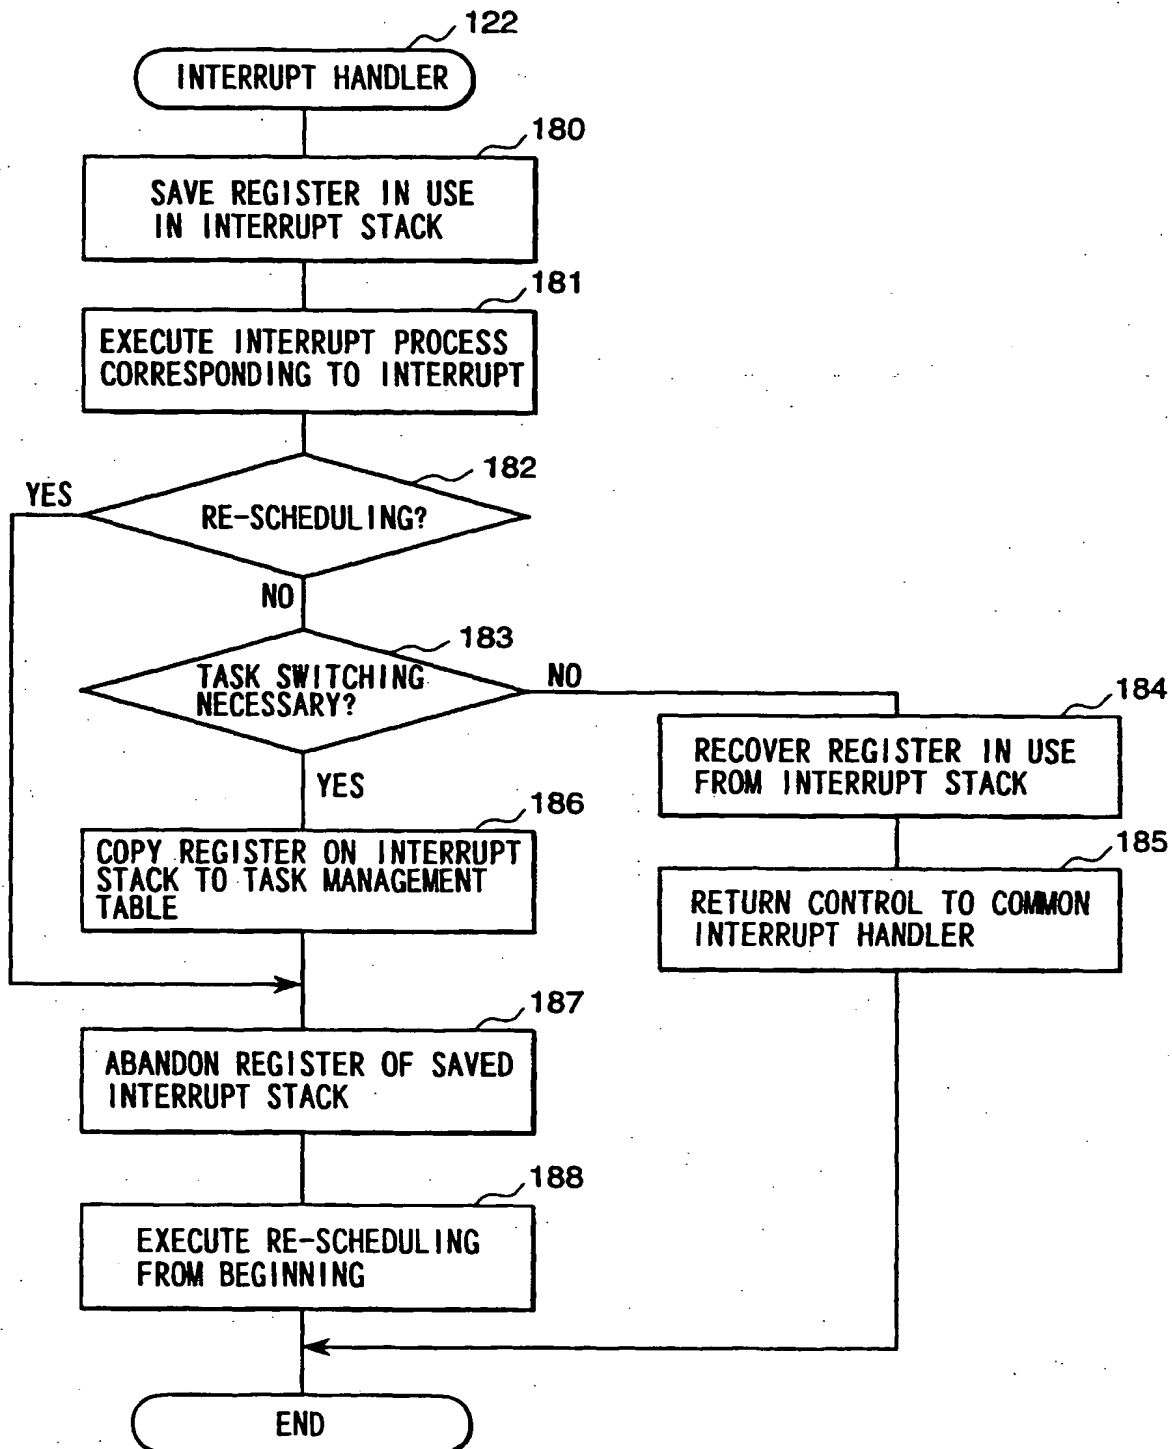 122
INTERRUPT HANDLER
180
SAVE REGISTER IN USE
IN INTERRUPT STACK
181
EXECUTE INTERRUPT PROCESS
CORRESPONDING TO INTERRUPT
182
YES
RE-SCHEDULING?
NO
183
TASK SWITCHING
NECESSARY?
NO
184
RECOVER REGISTER IN USE
FROM INTERRUPT STACK
YES
186
COPY REGISTER ON INTERRUPT
STACK TO TASK MANAGEMENT
TABLE
185
RETURN CONTROL TO COMMON
INTERRUPT HANDLER
187
ABANDON REGISTER OF SAVED
INTERRUPT STACK
188
EXECUTE RE-SCHEDULING
FROM BEGINNING
END